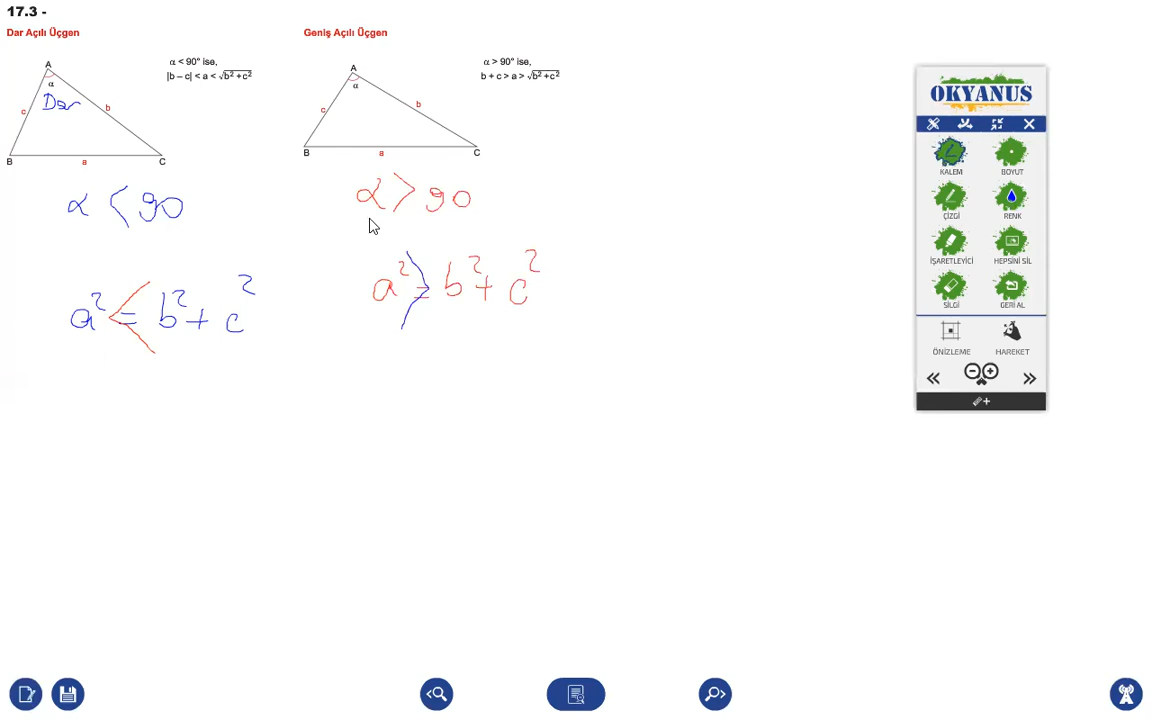 17.3 -
Dar Açılı Üçgen
α < 90° ise,
|b – c| < a < √b² +c²
A
α
Dar
c
b
B
a
C
α < 90
a² < = b² + c²
Geniş Açılı Üçgen
α > 90° ise,
b + c > a > √b² +c²
A
α
c
b
B
a
C
α > 90
a² > = b² + c²
OKYANUS
KALEM
BOYUT
ÇİZGİ
RENK
İŞARETLEYİCİ
HEPSİNİ SİL
SİLGİ
GERİ AL
ÖNİZLEME
HAREKET